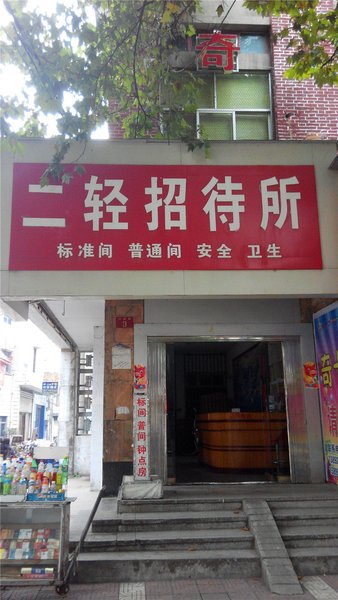 奇
二轻招待所
标准间 普通间 安全 卫生
标间普间钟点房
奇